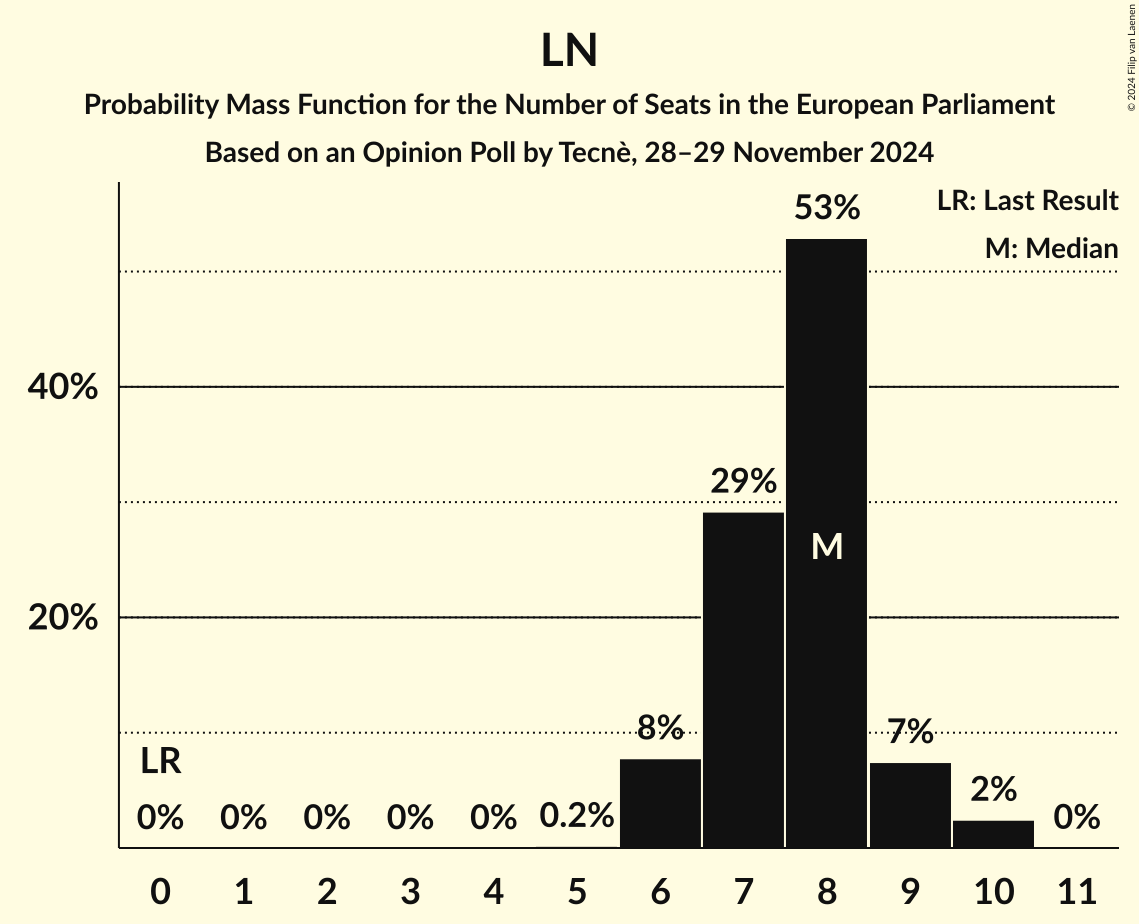 LN
Probability Mass Function for the Number of Seats in the European Parliament
Based on an Opinion Poll by Tecnè, 28–29 November 2024
© 2024 Filip van Laenen
LR: Last Result
M: Median
53%
40%
29%
M
20%
8%
7%
LR
2%
0%
0%
0%
0%
0%
0.2%
0%
0 1 2 3 4 5 6 7 8 9 10 11